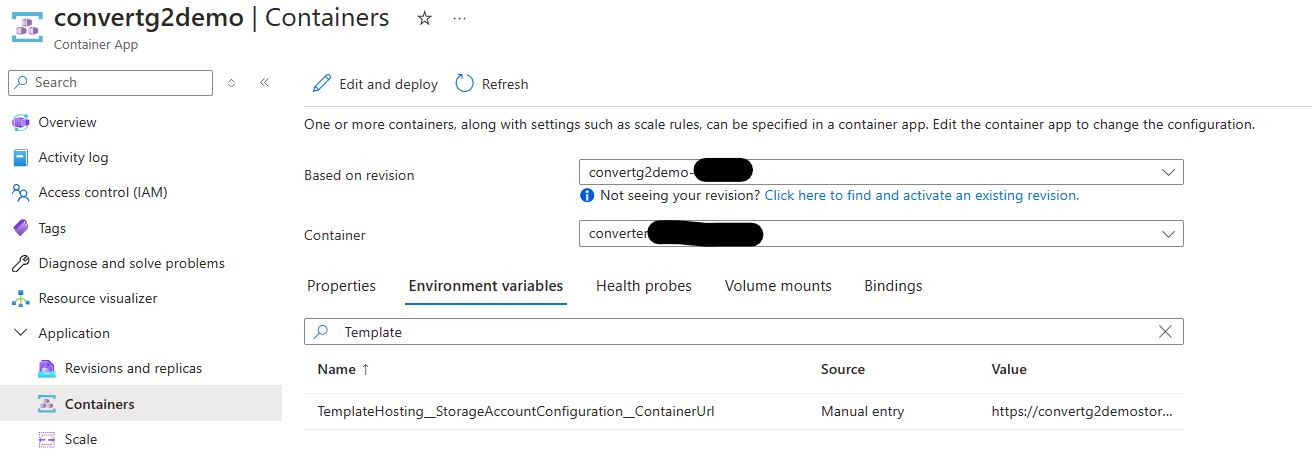 convertg2demo | Containers
Container App
Search
Overview
Activity log
Access control (IAM)
Tags
Diagnose and solve problems
Resource visualizer
Application
Revisions and replicas
Containers
Scale
Edit and deploy
Refresh
One or more containers, along with settings such as scale rules, can be specified in a container app. Edit the container app to change the configuration.
Based on revision
convertg2demo-
Not seeing your revision? Click here to find and activate an existing revision.
Container
converter
Properties
Environment variables
Health probes
Volume mounts
Bindings
Template
Name ↑ Source Value
TemplateHosting__StorageAccountConfiguration__ContainerUrl Manual entry https://convertg2demostor...